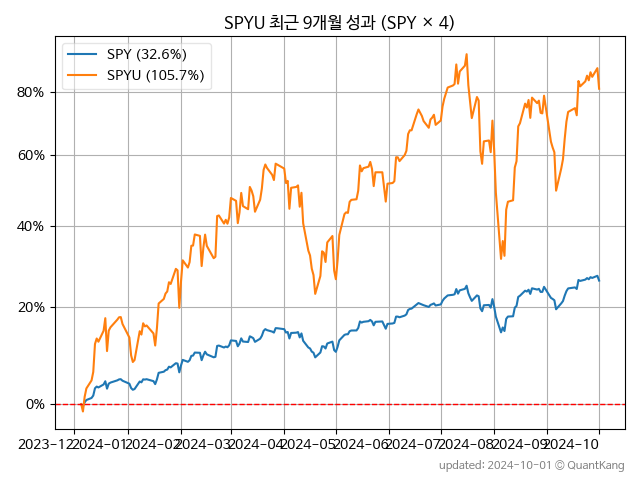 SPYU 최근 9개월 성과 (SPY × 4)
SPY (32.6%)
SPYU (105.7%)
80%
60%
40%
20%
0%
2023-12 2024-01 2024-02 2024-03 2024-04 2024-05 2024-06 2024-07 2024-08 2024-09 2024-10
updated: 2024-10-01 © QuantKang